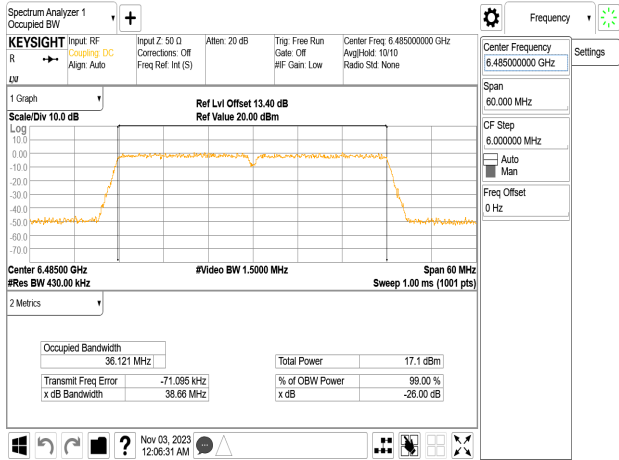 Spectrum Analyzer 1
Occupied BW
Frequency
KEYSIGHT
R
Input: RF
Coupling: DC
Align: Auto
Input Z: 50 Ω
Corrections: Off
Freq Ref: Int (S)
Atten: 20 dB
Trig: Free Run
Gate: Off
#IF Gain: Low
Center Freq: 6.485000000 GHz
Avg|Hold: 10/10
Radio Std: None
Center Frequency
6.485000000 GHz
Settings
Span
60.000 MHz
CF Step
6.000000 MHz
Auto
Man
Freq Offset
0 Hz
1 Graph
Scale/Div 10.0 dB
Ref Lvl Offset 13.40 dB
Ref Value 20.00 dBm
Log
10.0
0.00
-10.0
-20.0
-30.0
-40.0
-50.0
-60.0
-70.0
Center 6.48500 GHz
#Video BW 1.5000 MHz
Span 60 MHz
#Res BW 430.00 kHz
Sweep 1.00 ms (1001 pts)
2 Metrics
Occupied Bandwidth
36.121 MHz
Total Power 17.1 dBm
Transmit Freq Error -71.095 kHz
% of OBW Power 99.00 %
x dB Bandwidth 38.66 MHz
x dB -26.00 dB
?
Nov 03, 2023
12:06:31 AM